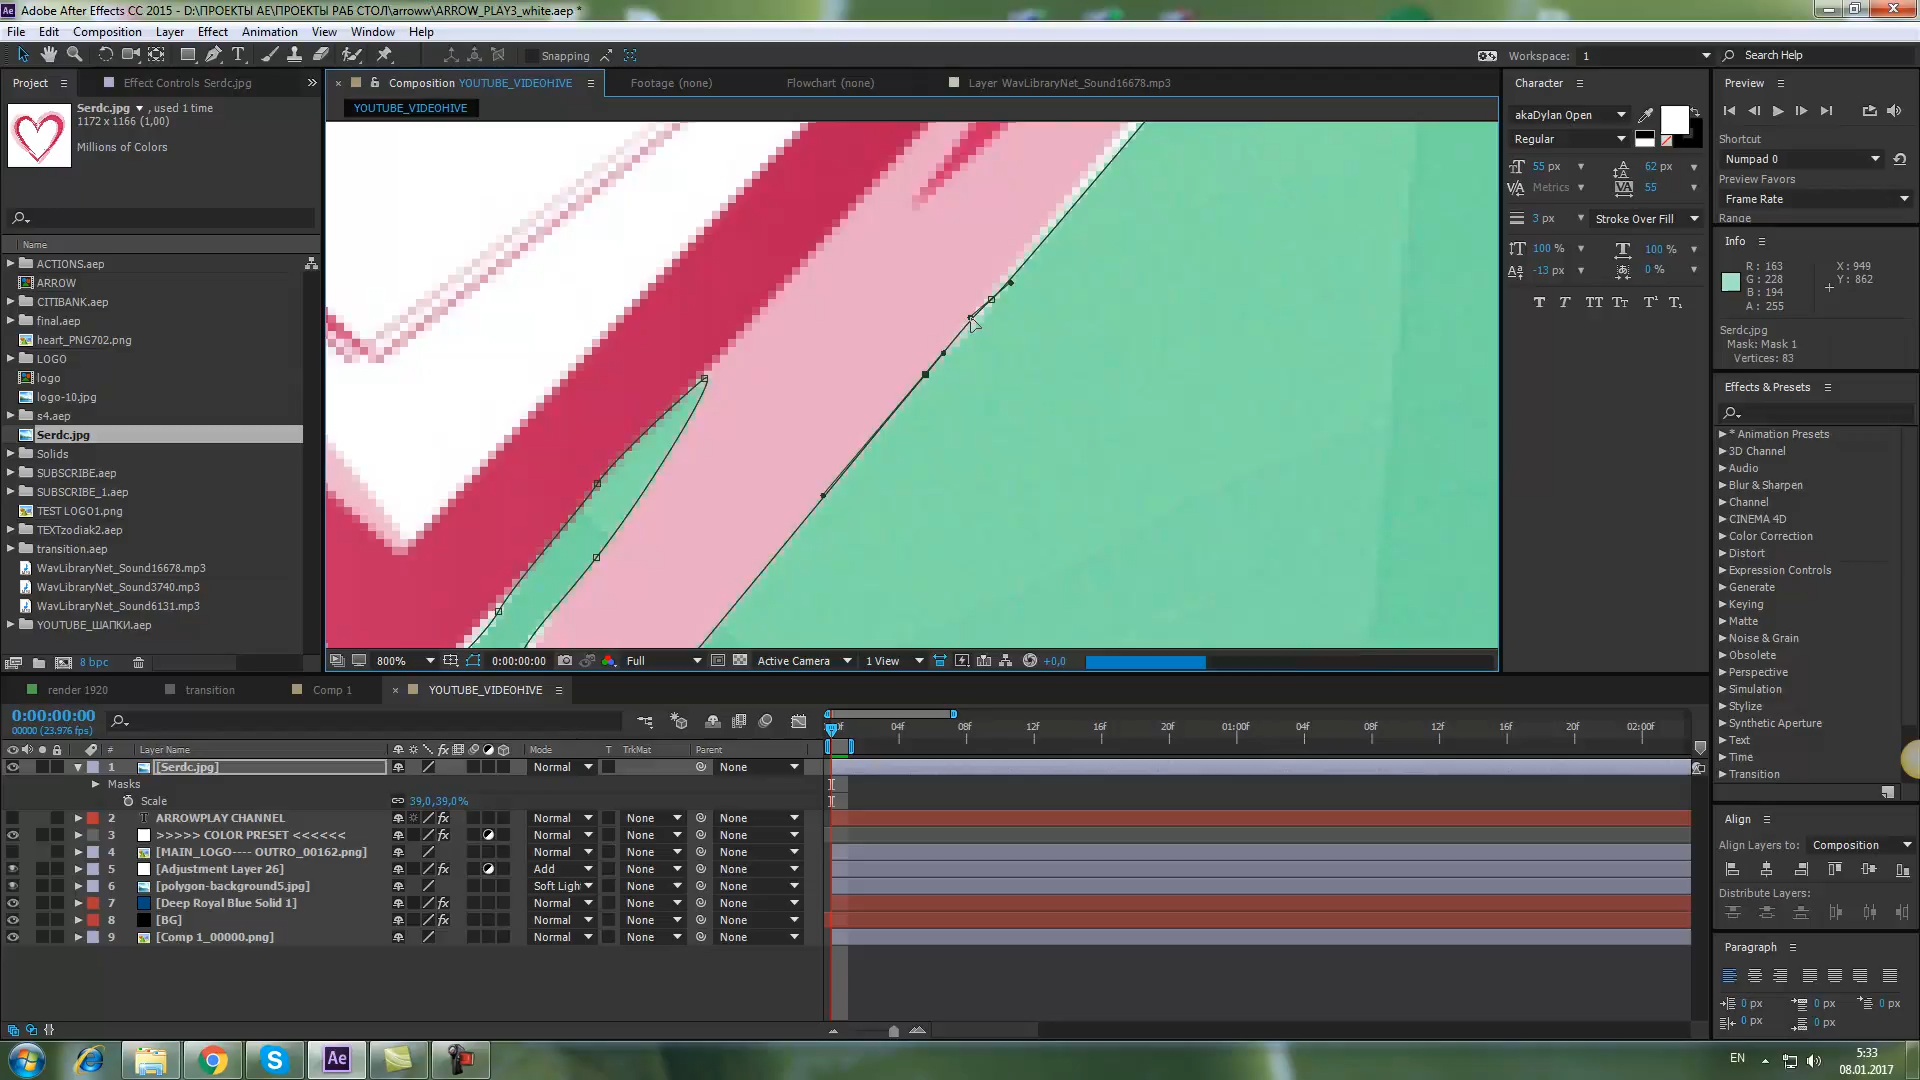 Adobe After Effects CC 2015 - D:\ПРОЕКТЫ АЕ\ПРОЕКТЫ РАБ СТОЛ\arroww\ARROW_PLAY3_white.aep *
File Edit Composition Layer Effect Animation View Window Help
Snapping
Workspace: 1
Search Help
Project
Effect Controls Serdc.jpg
Serdc.jpg , used 1 time
1172 x 1166 (1,00)
Millions of Colors
Name
ACTIONS.aep
ARROW
CITIBANK.aep
final.aep
heart_PNG702.png
LOGO
logo
logo-10.jpg
s4.aep
Serdc.jpg
Solids
SUBSCRIBE.aep
SUBSCRIBE_1.aep
TEST LOGO1.png
TEXTzodiak2.aep
transition.aep
WavLibraryNet_Sound16678.mp3
WavLibraryNet_Sound3740.mp3
WavLibraryNet_Sound6131.mp3
YOUTUBE_ШАПКИ.aep
8 bpc
Composition YOUTUBE_VIDEOHIVE
Footage (none)
Flowchart (none)
Layer WavLibraryNet_Sound16678.mp3
YOUTUBE_VIDEOHIVE
800%
0:00:00:00
Full
Active Camera
1 View
+0,0
Character
akaDylan Open
Regular
55 px
62 px
Metrics
55
3 px
Stroke Over Fill
100 %
100 %
-13 px
0 %
T T TT Tt T¹ T₁
Preview
Shortcut
Numpad 0
Preview Favors
Frame Rate
Range
Info
R : 163
G : 228
B : 194
A : 255
X : 949
Y : 862
Serdc.jpg
Mask: Mask 1
Vertices: 83
Effects & Presets
* Animation Presets
3D Channel
Audio
Blur & Sharpen
Channel
CINEMA 4D
Color Correction
Distort
Expression Controls
Generate
Keying
Matte
Noise & Grain
Obsolete
Perspective
Simulation
Stylize
Synthetic Aperture
Text
Time
Transition
Align
Align Layers to: Composition
Distribute Layers:
Paragraph
0 px 0 px 0 px
0 px 0 px
render 1920
transition
Comp 1
YOUTUBE_VIDEOHIVE
0:00:00:00
00000 (23.976 fps)
04f 08f 12f 16f 20f 01:00f 04f 08f 12f 16f 20f 02:00f
# Layer Name Mode T TrkMat Parent
1 [Serdc.jpg] Normal None
Masks
Scale 39,0,39,0%
2 ARROWPLAY CHANNEL Normal None None
3 >>>>> COLOR PRESET <<<<<< Normal None None
4 [MAIN_LOGO---- OUTRO_00162.png] Normal None None
5 [Adjustment Layer 26] Add None None
6 [polygon-background5.jpg] Soft Ligh None None
7 [Deep Royal Blue Solid 1] Normal None None
8 [BG] Normal None None
9 [Comp 1_00000.png] Normal None None
EN
5:33
08.01.2017